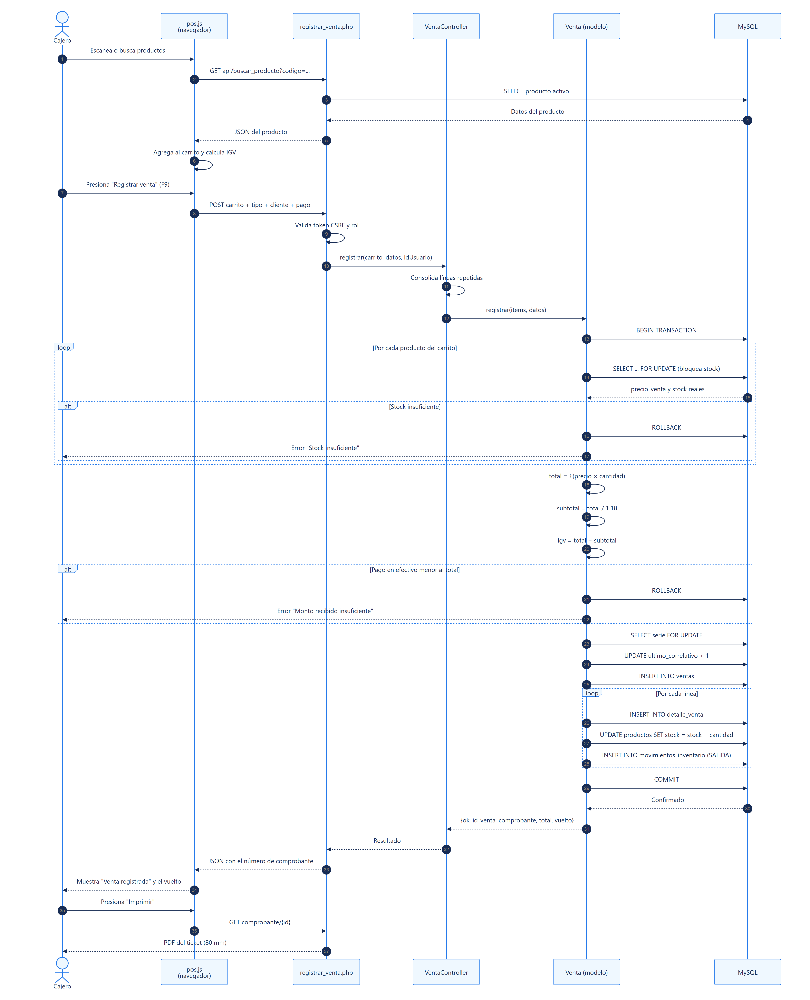 Cajero
pos.js
(navegador)
registrar_venta.php
VentaController
Venta (modelo)
MySQL
Escanea o busca productos
1
GET api/buscar_producto?codigo=...
2
SELECT producto activo
3
Datos del producto
4
JSON del producto
5
Agrega al carrito y calcula IGV
6
Presiona "Registrar venta" (F9)
7
POST carrito + tipo + cliente + pago
8
Valida token CSRF y rol
9
registrar(carrito, datos, idUsuario)
10
Consolida líneas repetidas
11
registrar(items, datos)
12
BEGIN TRANSACTION
13
loop
[Por cada producto del carrito]
SELECT ... FOR UPDATE (bloquea stock)
14
precio_venta y stock reales
15
alt
[Stock insuficiente]
ROLLBACK
16
Error "Stock insuficiente"
17
total = Σ(precio × cantidad)
18
subtotal = total / 1.18
19
igv = total − subtotal
20
alt
[Pago en efectivo menor al total]
ROLLBACK
21
Error "Monto recibido insuficiente"
22
SELECT serie FOR UPDATE
23
UPDATE ultimo_correlativo + 1
24
INSERT INTO ventas
25
loop
[Por cada línea]
INSERT INTO detalle_venta
26
UPDATE productos SET stock = stock − cantidad
27
INSERT INTO movimientos_inventario (SALIDA)
28
COMMIT
29
Confirmado
30
{ok, id_venta, comprobante, total, vuelto}
31
Resultado
32
JSON con el número de comprobante
33
Muestra "Venta registrada" y el vuelto
34
Presiona "Imprimir"
35
GET comprobante/{id}
36
PDF del ticket (80 mm)
37
Cajero
pos.js
(navegador)
registrar_venta.php
VentaController
Venta (modelo)
MySQL